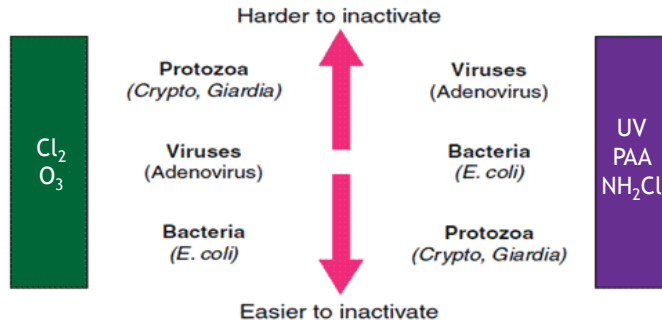 Harder to inactivate
Cl₂
O₃
Protozoa
(Crypto, Giardia)
Viruses
(Adenovirus)
Bacteria
(E. coli)
Viruses
(Adenovirus)
Bacteria
(E. coli)
Protozoa
(Crypto, Giardia)
UV
PAA
NH₂Cl
Easier to inactivate